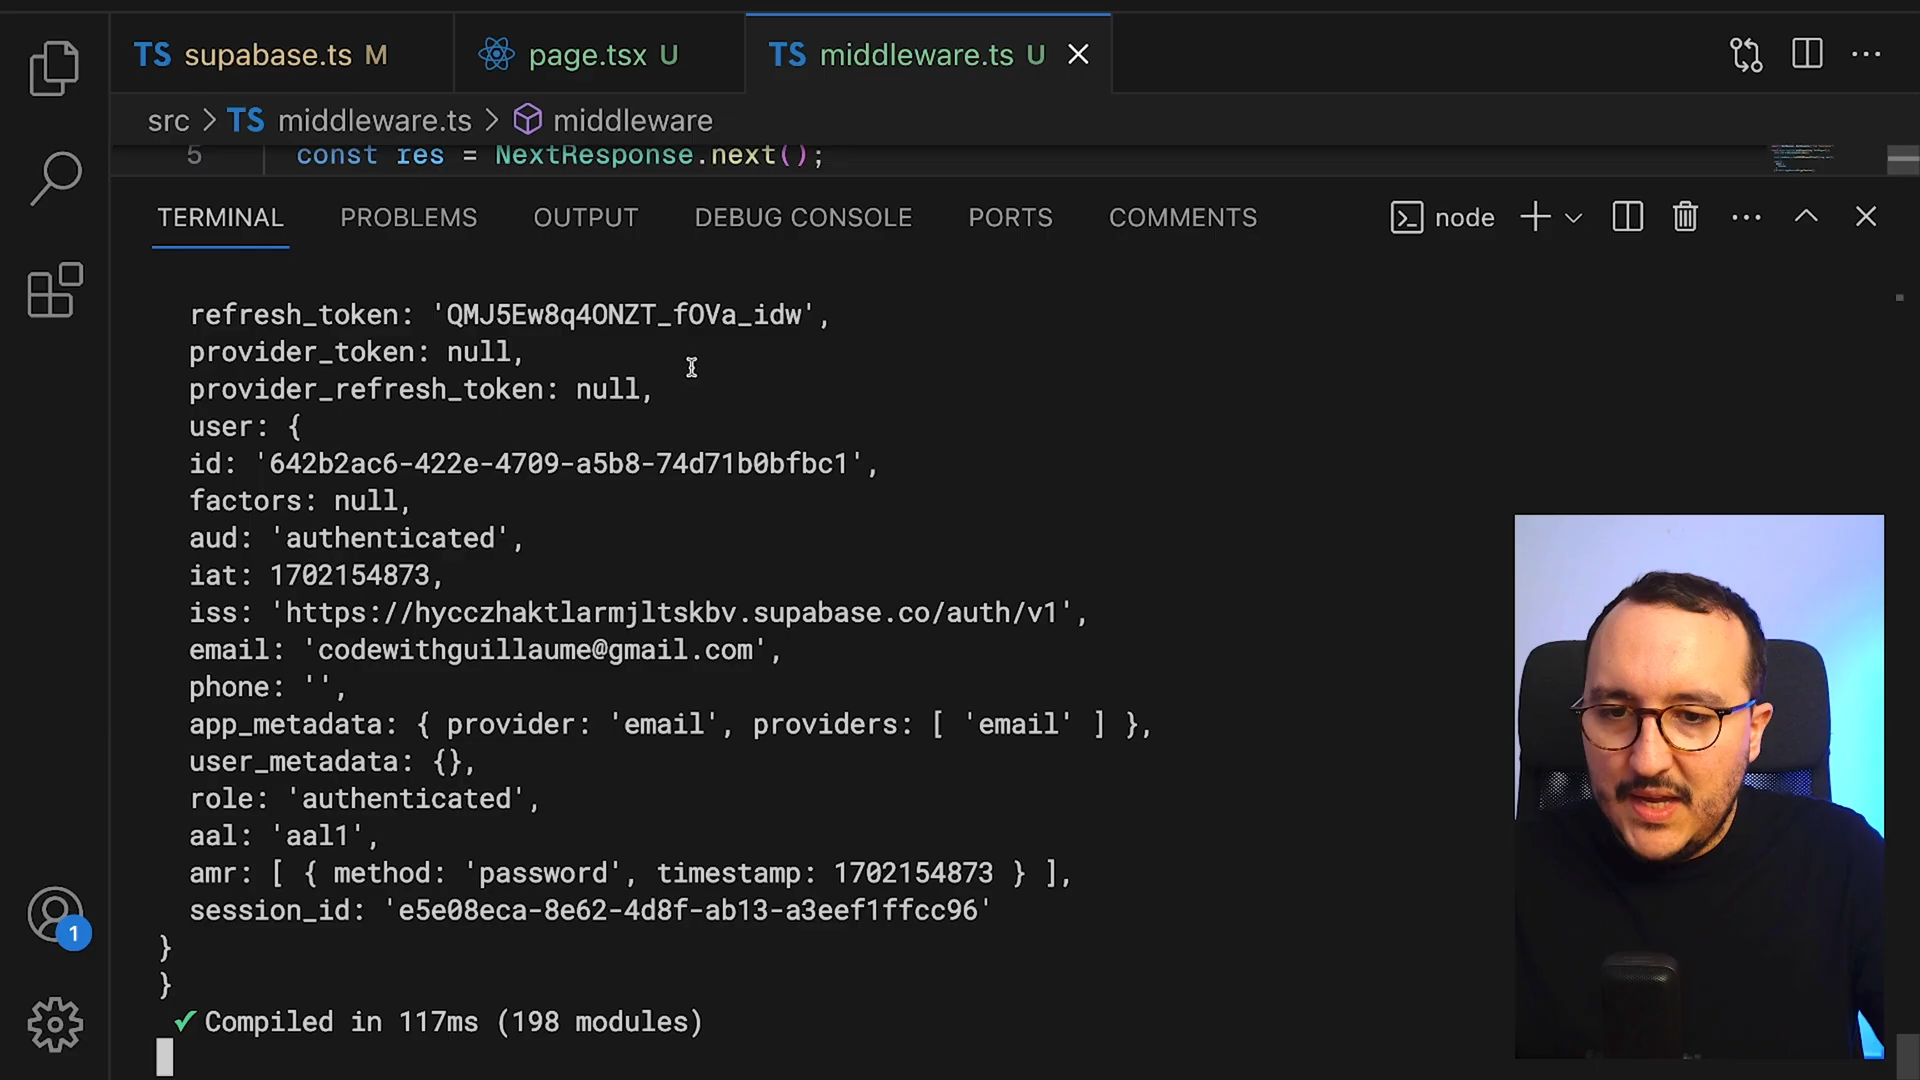 TS supabase.ts M
page.tsx U
TS middleware.ts U
src > TS middleware.ts > middleware
5 const res = NextResponse.next();
TERMINAL PROBLEMS OUTPUT DEBUG CONSOLE PORTS COMMENTS node
refresh_token: 'QMJ5Ew8q4ONZT_fOVa_idw',
provider_token: null,
provider_refresh_token: null,
user: {
id: '642b2ac6-422e-4709-a5b8-74d71b0bfbc1',
factors: null,
aud: 'authenticated',
iat: 1702154873,
iss: 'https://hycczhaktlarmjltskbv.supabase.co/auth/v1',
email: 'codewithguillaume@gmail.com',
phone: '',
app_metadata: { provider: 'email', providers: [ 'email' ] },
user_metadata: {},
role: 'authenticated',
aal: 'aal1',
amr: [ { method: 'password', timestamp: 1702154873 } ],
session_id: 'e5e08eca-8e62-4d8f-ab13-a3eef1ffcc96'
}
}
✓ Compiled in 117ms (198 modules)
1